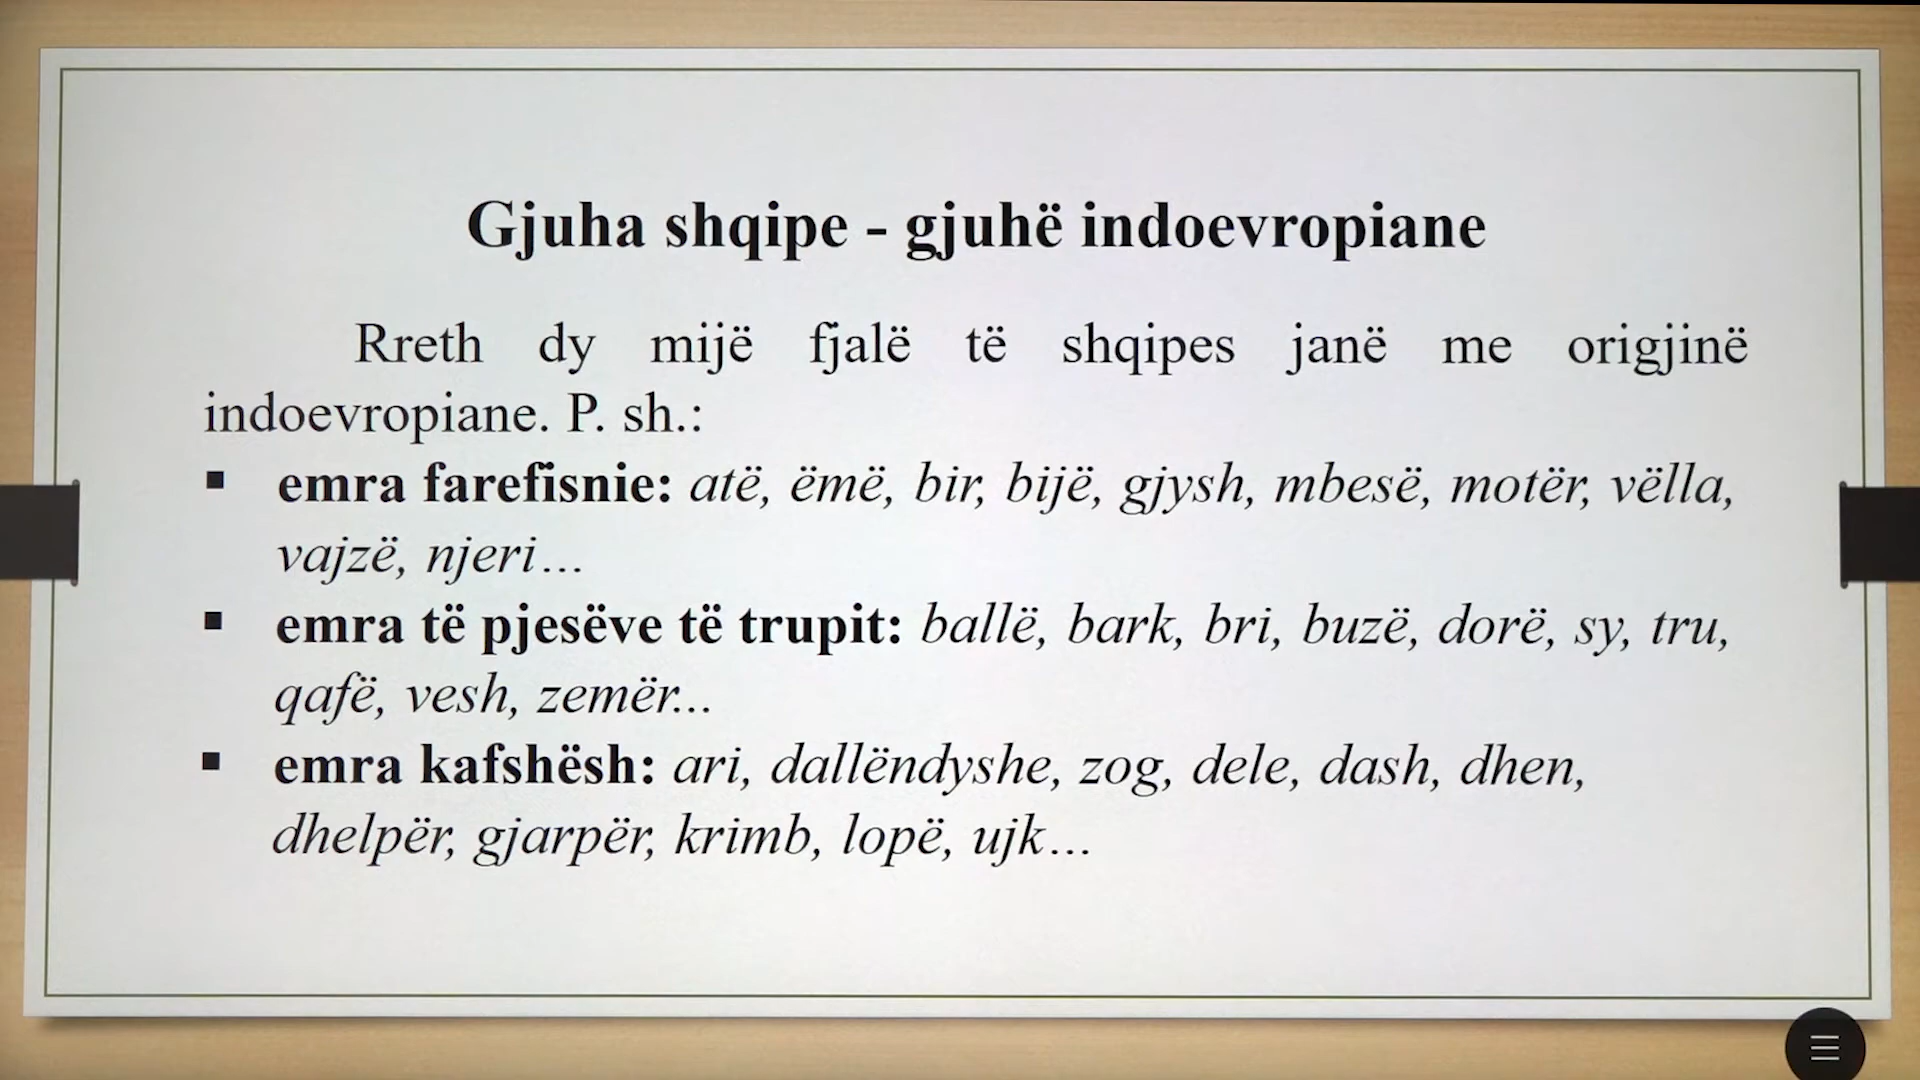 Gjuha shqipe - gjuhë indoevropiane
Rreth dy mijë fjalë të shqipes janë me origjinë
indoevropiane. P. sh.:
▪ emra farefisnie: atë, ëmë, bir, bijë, gjysh, mbesë, motër, vëlla,
vajzë, njeri…
▪ emra të pjesëve të trupit: ballë, bark, bri, buzë, dorë, sy, tru,
qafë, vesh, zemër...
▪ emra kafshësh: ari, dallëndyshe, zog, dele, dash, dhen,
dhelpër, gjarpër, krimb, lopë, ujk…